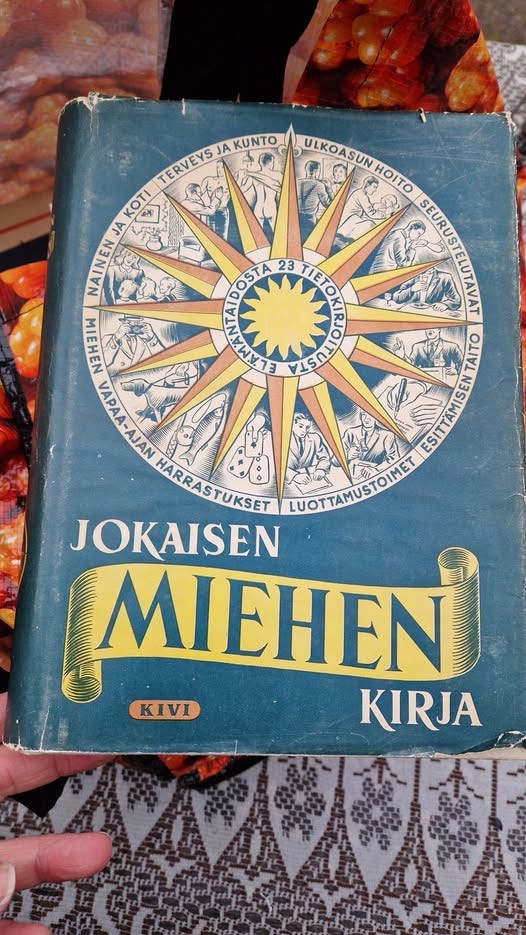 TERVEYS JA KUNTO
ULKOASUN HOITO
SEURUSTELUTAVAT
ESITTÄMISEN TAITO
LUOTTAMUSTOIMET
MIEHEN VAPAA-AJAN HARRASTUKSET
NAINEN JA KOTI
23 TIETOKIRJOITUSTA ELÄMÄNTAIDOSTA
JOKAISEN
MIEHEN
KIRJA
KIVI